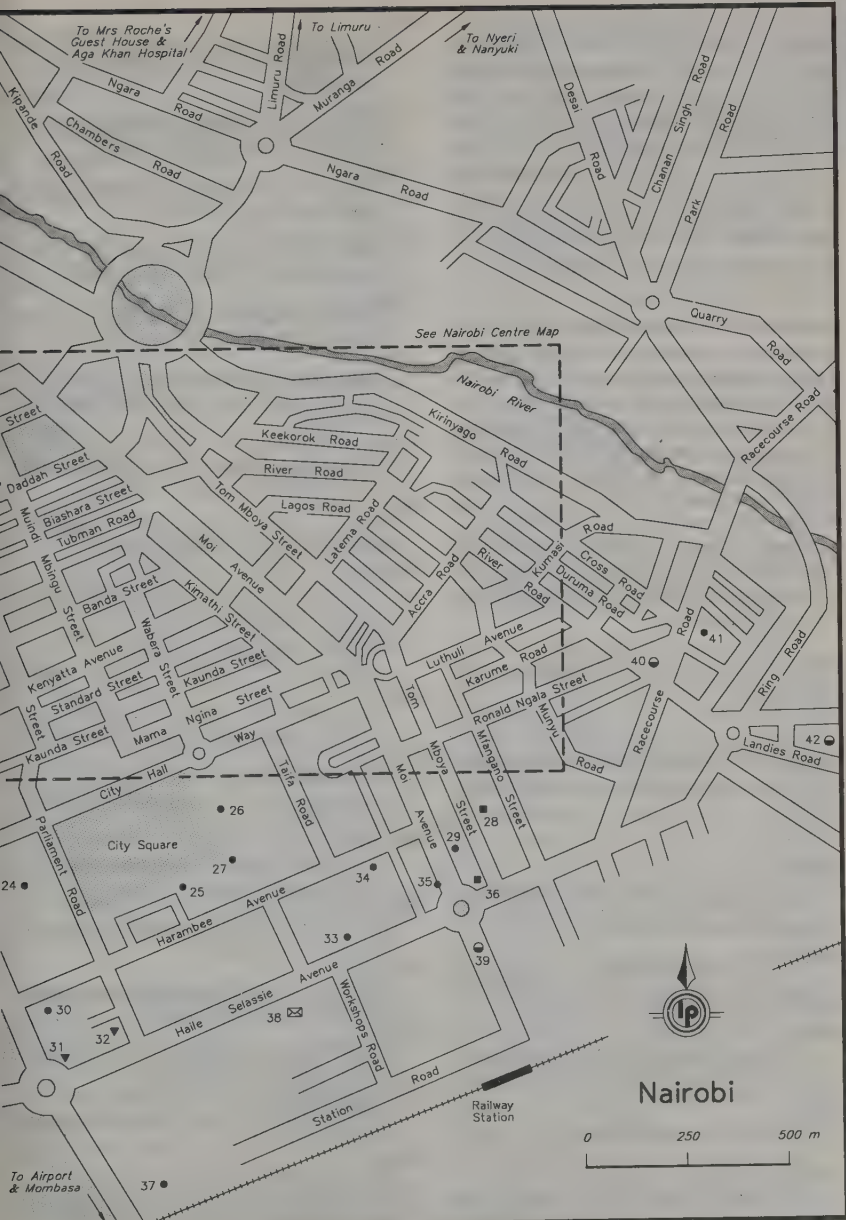 To Mrs Roche's
Guest House &
Aga Khan Hospital
To Limuru
To Nyeri
& Nanyuki
Limuru Road
Muranga Road
Ngara Road
Kipande Road
Chambers Road
Ngara Road
Desai Road
Chanan Singh Road
Park Road
Quarry Road
Racecourse Road
See Nairobi Centre Map
Nairobi River
Kirinyago Road
Street
Keekorok Road
River Road
Lagos Road
Daddah Street
Biashara Street
Tubman Road
Muindi Mbingu Street
Tom Mboya Street
Latema Road
Moi Avenue
Banda Street
Kimathi Street
Wabera Street
Accra Road
River Road
Kumasi Road
Cross Road
Duruma Road
Luthuli Avenue
Karume Road
Ronald Ngala Street
Munyu Road
Kenyatta Avenue
Standard Street
Kaunda Street
Kaunda Street
Mama Ngina Street
City Hall Way
Taifa Road
Tom Mboya Street
Mfangano Street
Moi Avenue
Racecourse Road
41
40
Ring Road
42
Landies Road
Parliament Road
City Square
26
27
25
24
28
29
34
35
36
Harambee Avenue
33
39
Haile Selassie Avenue
Workshops Road
38
30
31
32
Station Road
Railway
Station
lp
Nairobi
0 250 500 m
To Airport
& Mombasa
37